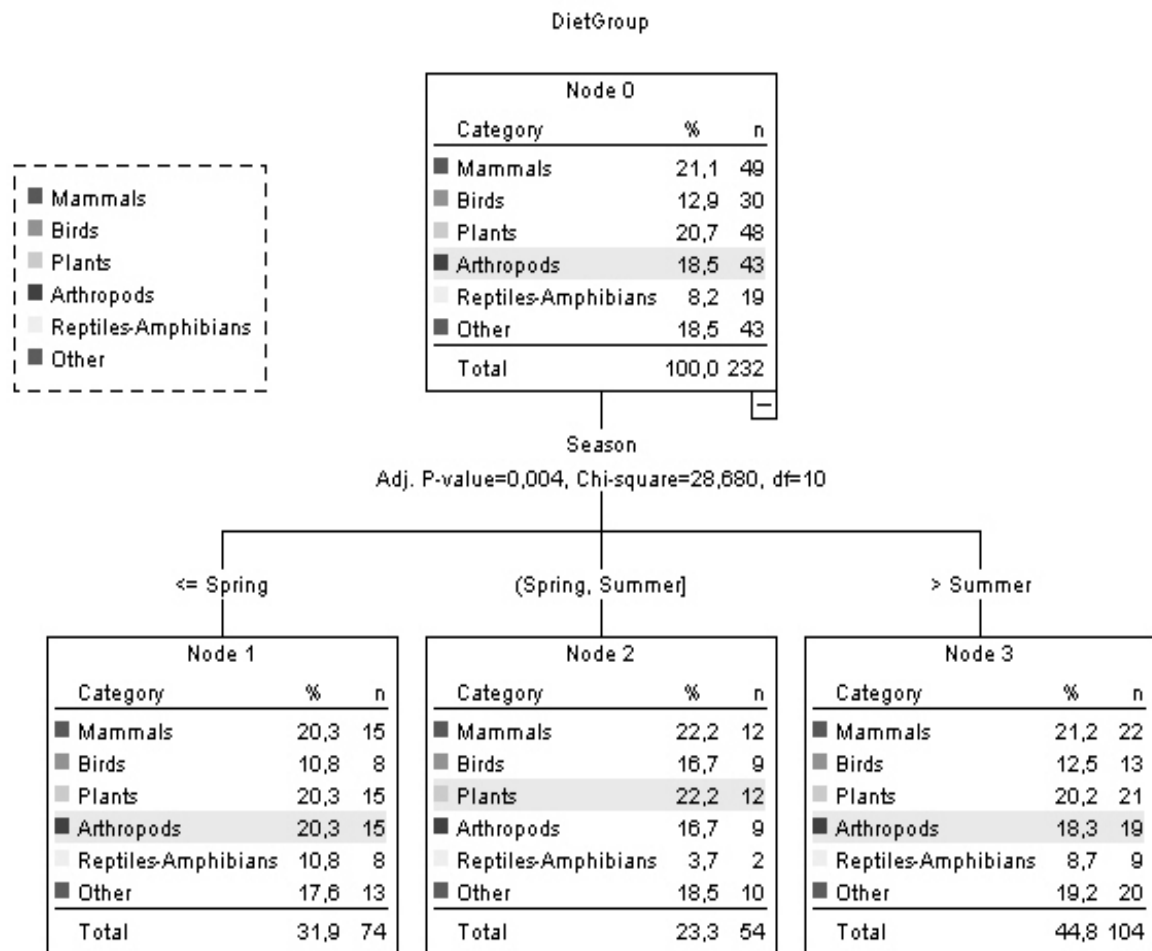 DietGroup
Node 0
Category % n
Mammals 21,1 49
Birds 12,9 30
Plants 20,7 48
Arthropods 18,5 43
Reptiles-Amphibians 8,2 19
Other 18,5 43
Total 100,0 232
Mammals
Birds
Plants
Arthropods
Reptiles-Amphibians
Other
Season
Adj. P-value=0,004, Chi-square=28,680, df=10
<= Spring
(Spring, Summer]
> Summer
Node 1
Category % n
Mammals 20,3 15
Birds 10,8 8
Plants 20,3 15
Arthropods 20,3 15
Reptiles-Amphibians 10,8 8
Other 17,6 13
Total 31,9 74
Node 2
Category % n
Mammals 22,2 12
Birds 16,7 9
Plants 22,2 12
Arthropods 16,7 9
Reptiles-Amphibians 3,7 2
Other 18,5 10
Total 23,3 54
Node 3
Category % n
Mammals 21,2 22
Birds 12,5 13
Plants 20,2 21
Arthropods 18,3 19
Reptiles-Amphibians 8,7 9
Other 19,2 20
Total 44,8 104